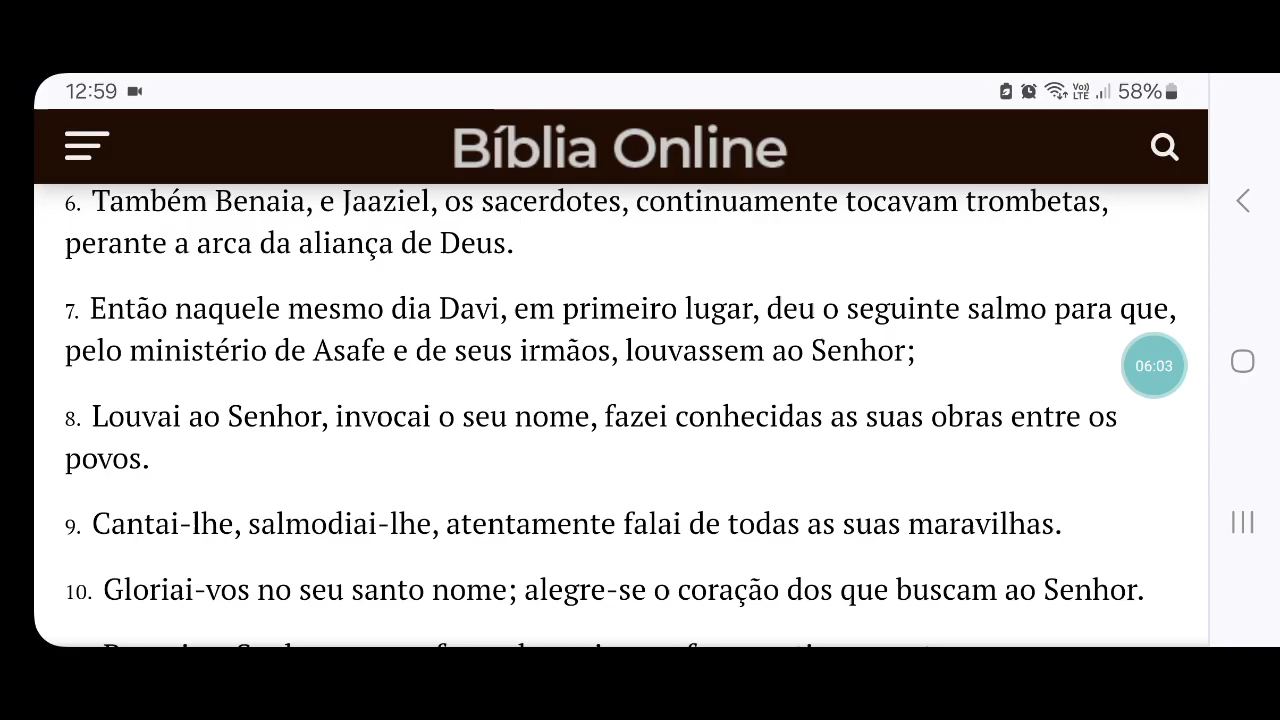 12:59
Vo))
LTE
58%
Bíblia Online
6. Também Benaia, e Jaaziel, os sacerdotes, continuamente tocavam trombetas,
perante a arca da aliança de Deus.
7. Então naquele mesmo dia Davi, em primeiro lugar, deu o seguinte salmo para que,
pelo ministério de Asafe e de seus irmãos, louvassem ao Senhor;
06:03
8. Louvai ao Senhor, invocai o seu nome, fazei conhecidas as suas obras entre os
povos.
9. Cantai-lhe, salmodiai-lhe, atentamente falai de todas as suas maravilhas.
10. Gloriai-vos no seu santo nome; alegre-se o coração dos que buscam ao Senhor.